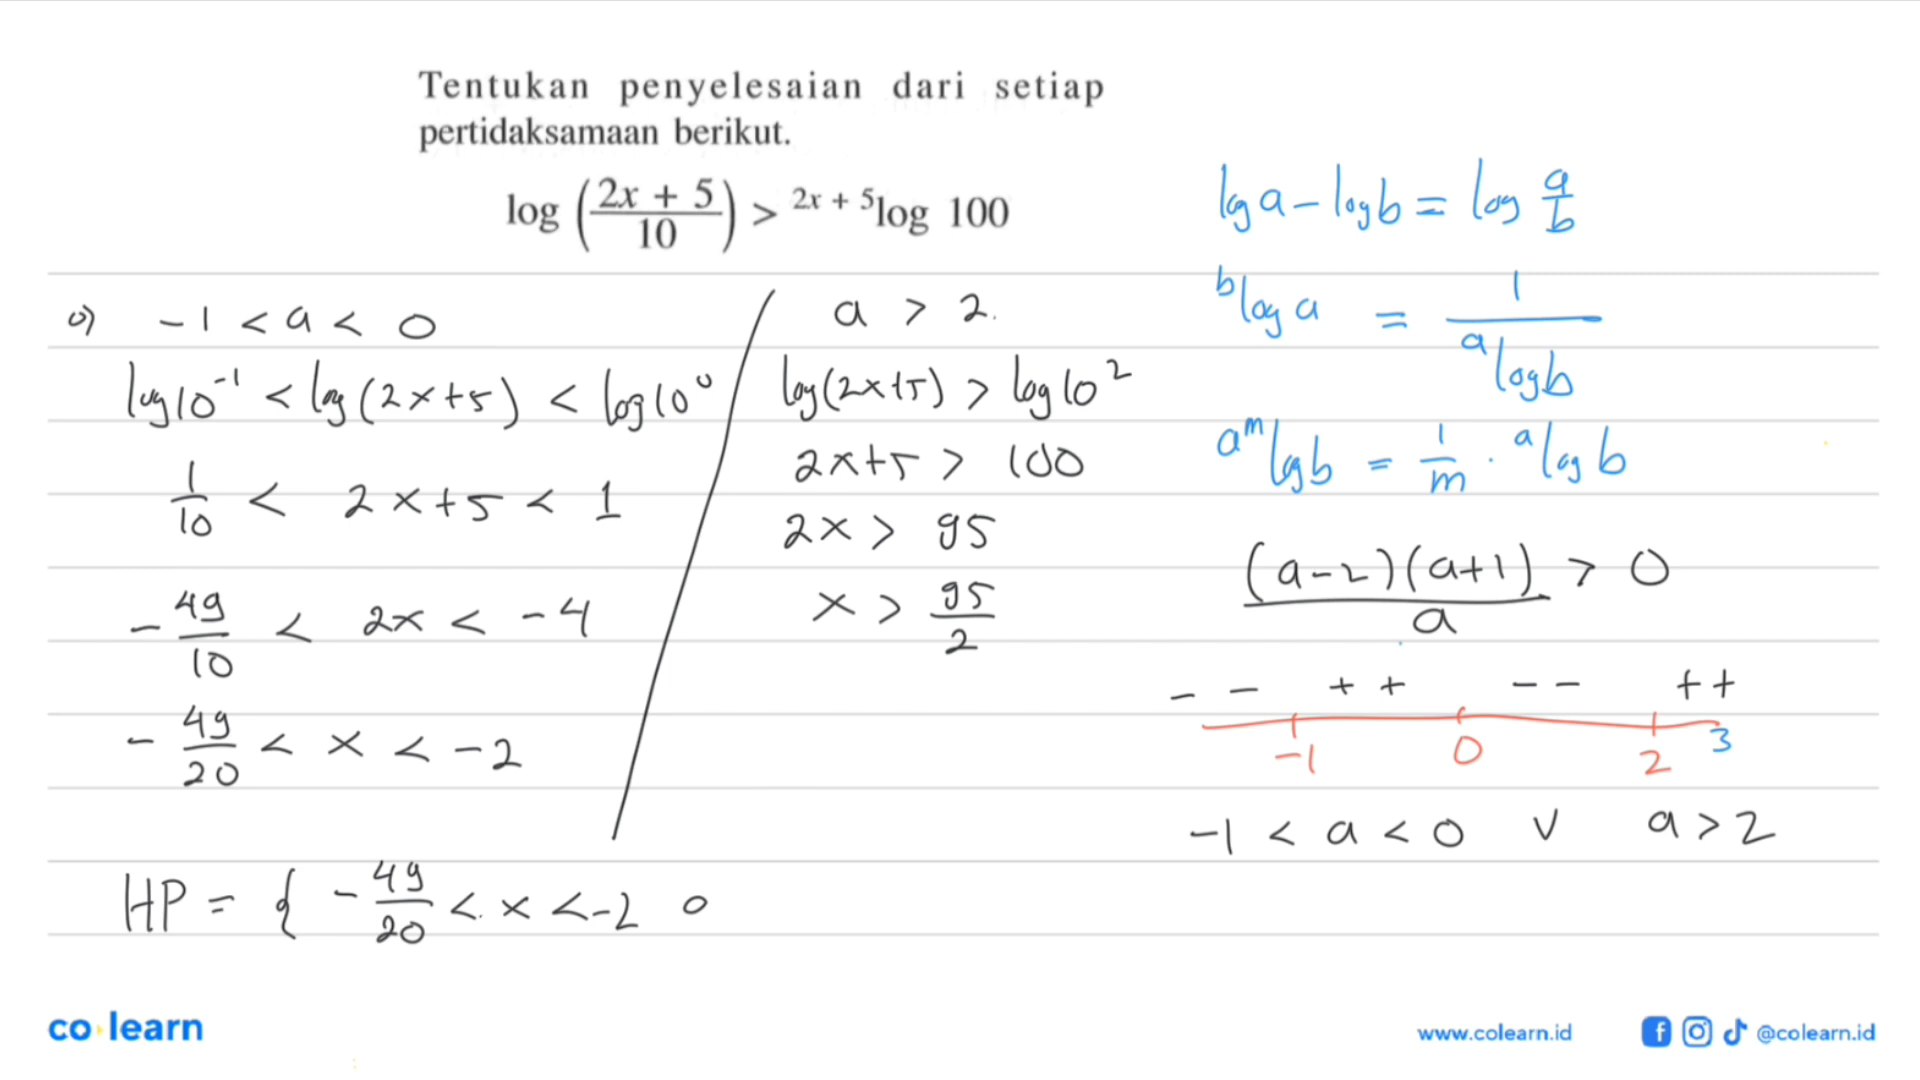 Tentukan penyelesaian dari setiap
pertidaksamaan berikut.
log ((2x + 5)/10) > ^(2x + 5)log 100
log a - log b = log a/b
^b log a = 1/(^a log b)
^(a^m) log b = 1/m . ^a log b
(a-2)(a+1)/a > 0
- - + + - - + +
-1 0 2 3
-1 < a < 0 ∨ a > 2
o) -1 < a < 0
log 10^-1 < log (2x+5) < log 10^0
1/10 < 2x+5 < 1
-49/10 < 2x < -4
-49/20 < x < -2
a > 2.
log(2x+5) > log 10^2
2x+5 > 100
2x > 95
x > 95/2
HP = { -49/20 < x < -2 o
co learn
www.colearn.id
@colearn.id